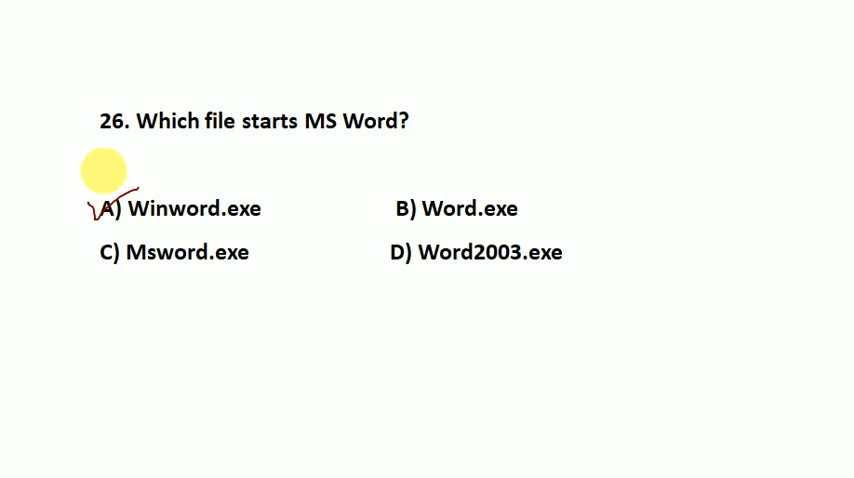 26. Which file starts MS Word?
A) Winword.exe B) Word.exe
C) Msword.exe D) Word2003.exe